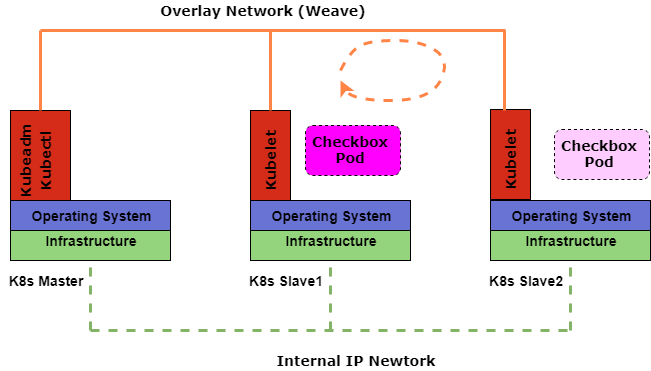 Overlay Network (Weave)
Kubeadm
Kubectl
Kubelet
Checkbox
Pod
Kubelet
Checkbox
Pod
Operating System
Operating System
Operating System
Infrastructure
Infrastructure
Infrastructure
K8s Master
K8s Slave1
K8s Slave2
Internal IP Newtork